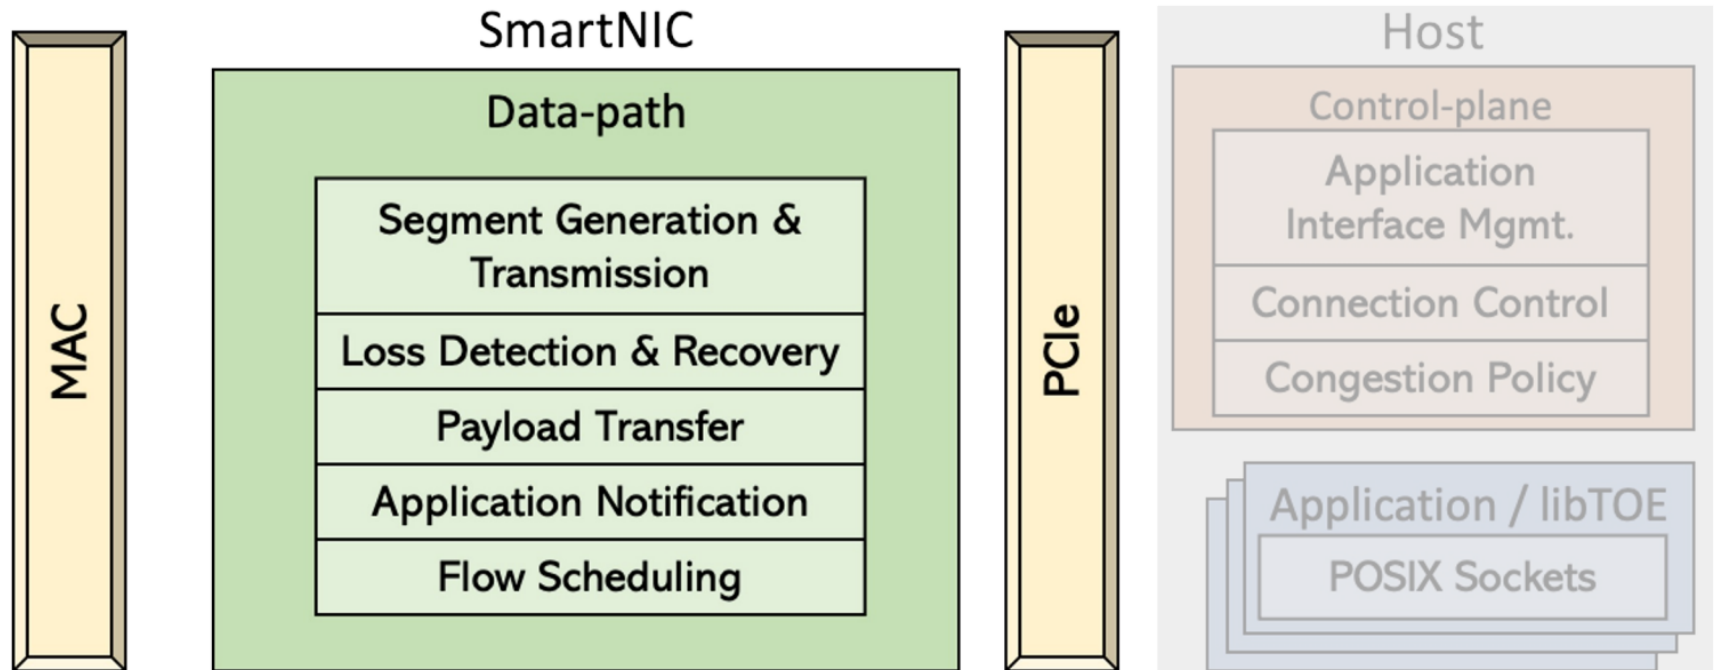 MAC
SmartNIC
Data-path
Segment Generation &
Transmission
Loss Detection & Recovery
Payload Transfer
Application Notification
Flow Scheduling
PCIe
Host
Control-plane
Application
Interface Mgmt.
Connection Control
Congestion Policy
Application / libTOE
POSIX Sockets